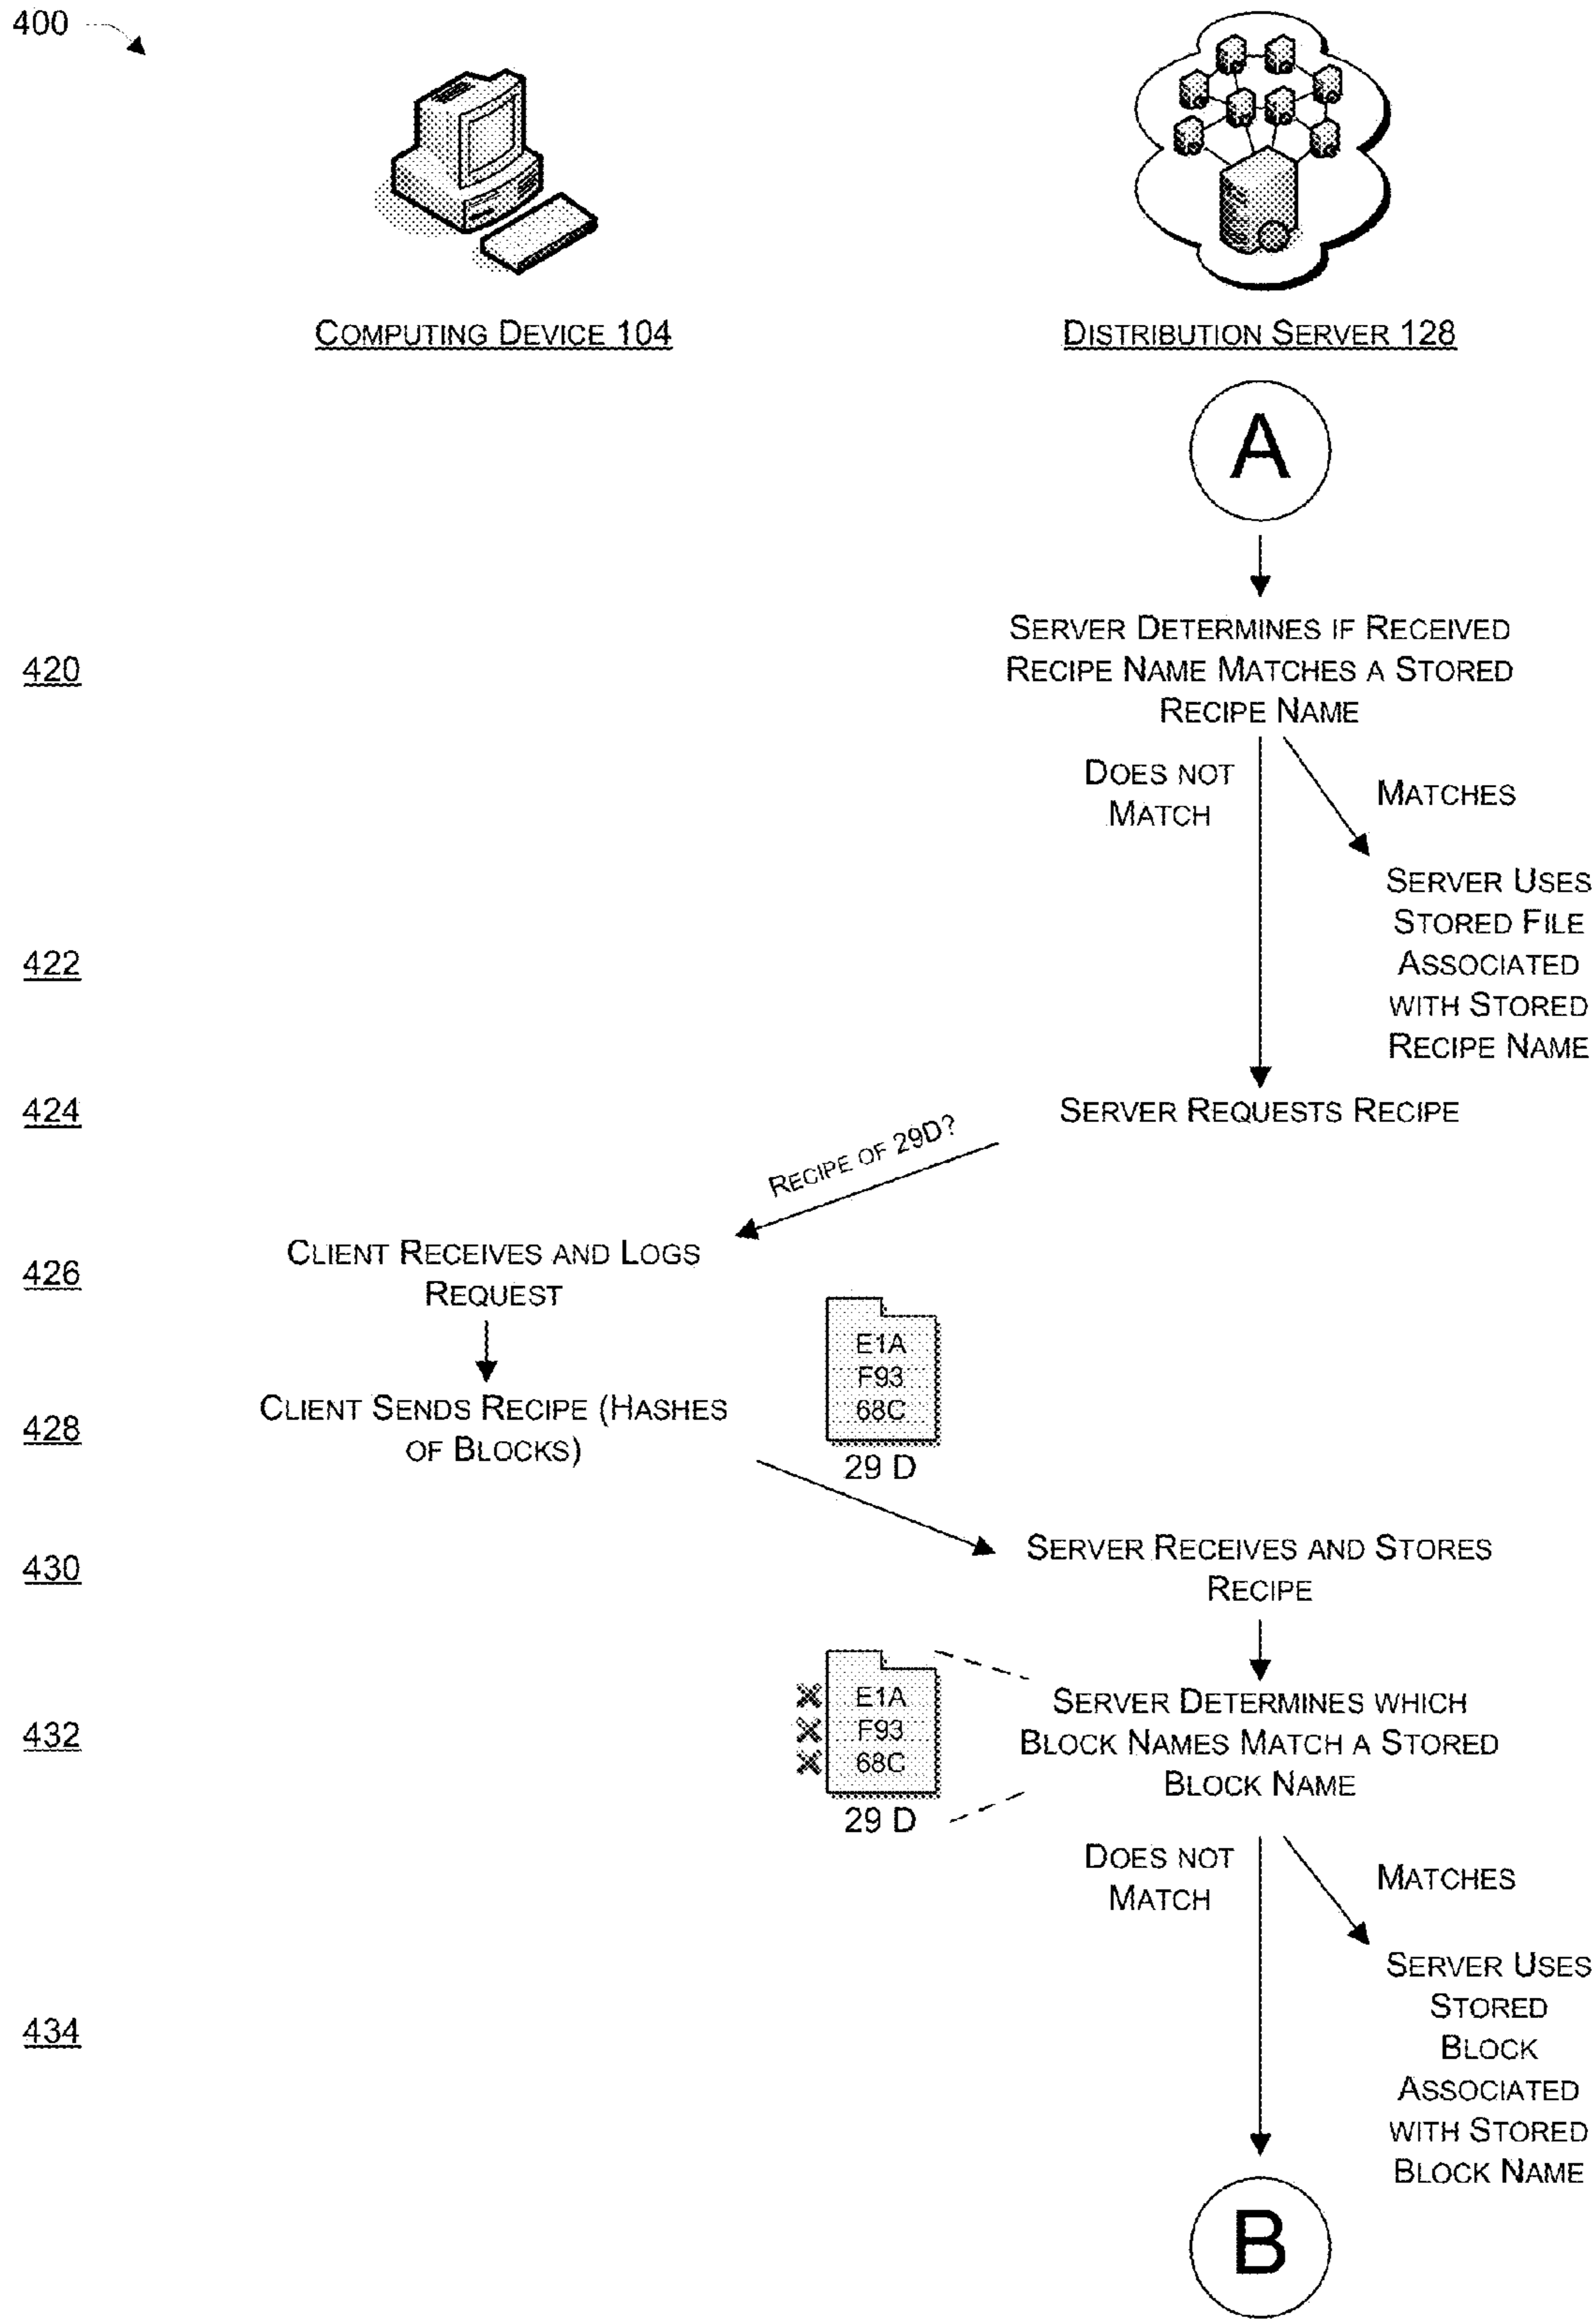 400
COMPUTING DEVICE 104
DISTRIBUTION SERVER 128
A
420
SERVER DETERMINES IF RECEIVED
RECIPE NAME MATCHES A STORED
RECIPE NAME
DOES NOT
MATCH
MATCHES
422
SERVER USES
STORED FILE
ASSOCIATED
WITH STORED
RECIPE NAME
424
SERVER REQUESTS RECIPE
RECIPE OF 29D?
426
CLIENT RECEIVES AND LOGS
REQUEST
428
CLIENT SENDS RECIPE (HASHES
OF BLOCKS)
E1A
F93
68C
29 D
430
SERVER RECEIVES AND STORES
RECIPE
432
E1A
F93
68C
29 D
SERVER DETERMINES WHICH
BLOCK NAMES MATCH A STORED
BLOCK NAME
DOES NOT
MATCH
MATCHES
434
SERVER USES
STORED
BLOCK
ASSOCIATED
WITH STORED
BLOCK NAME
B